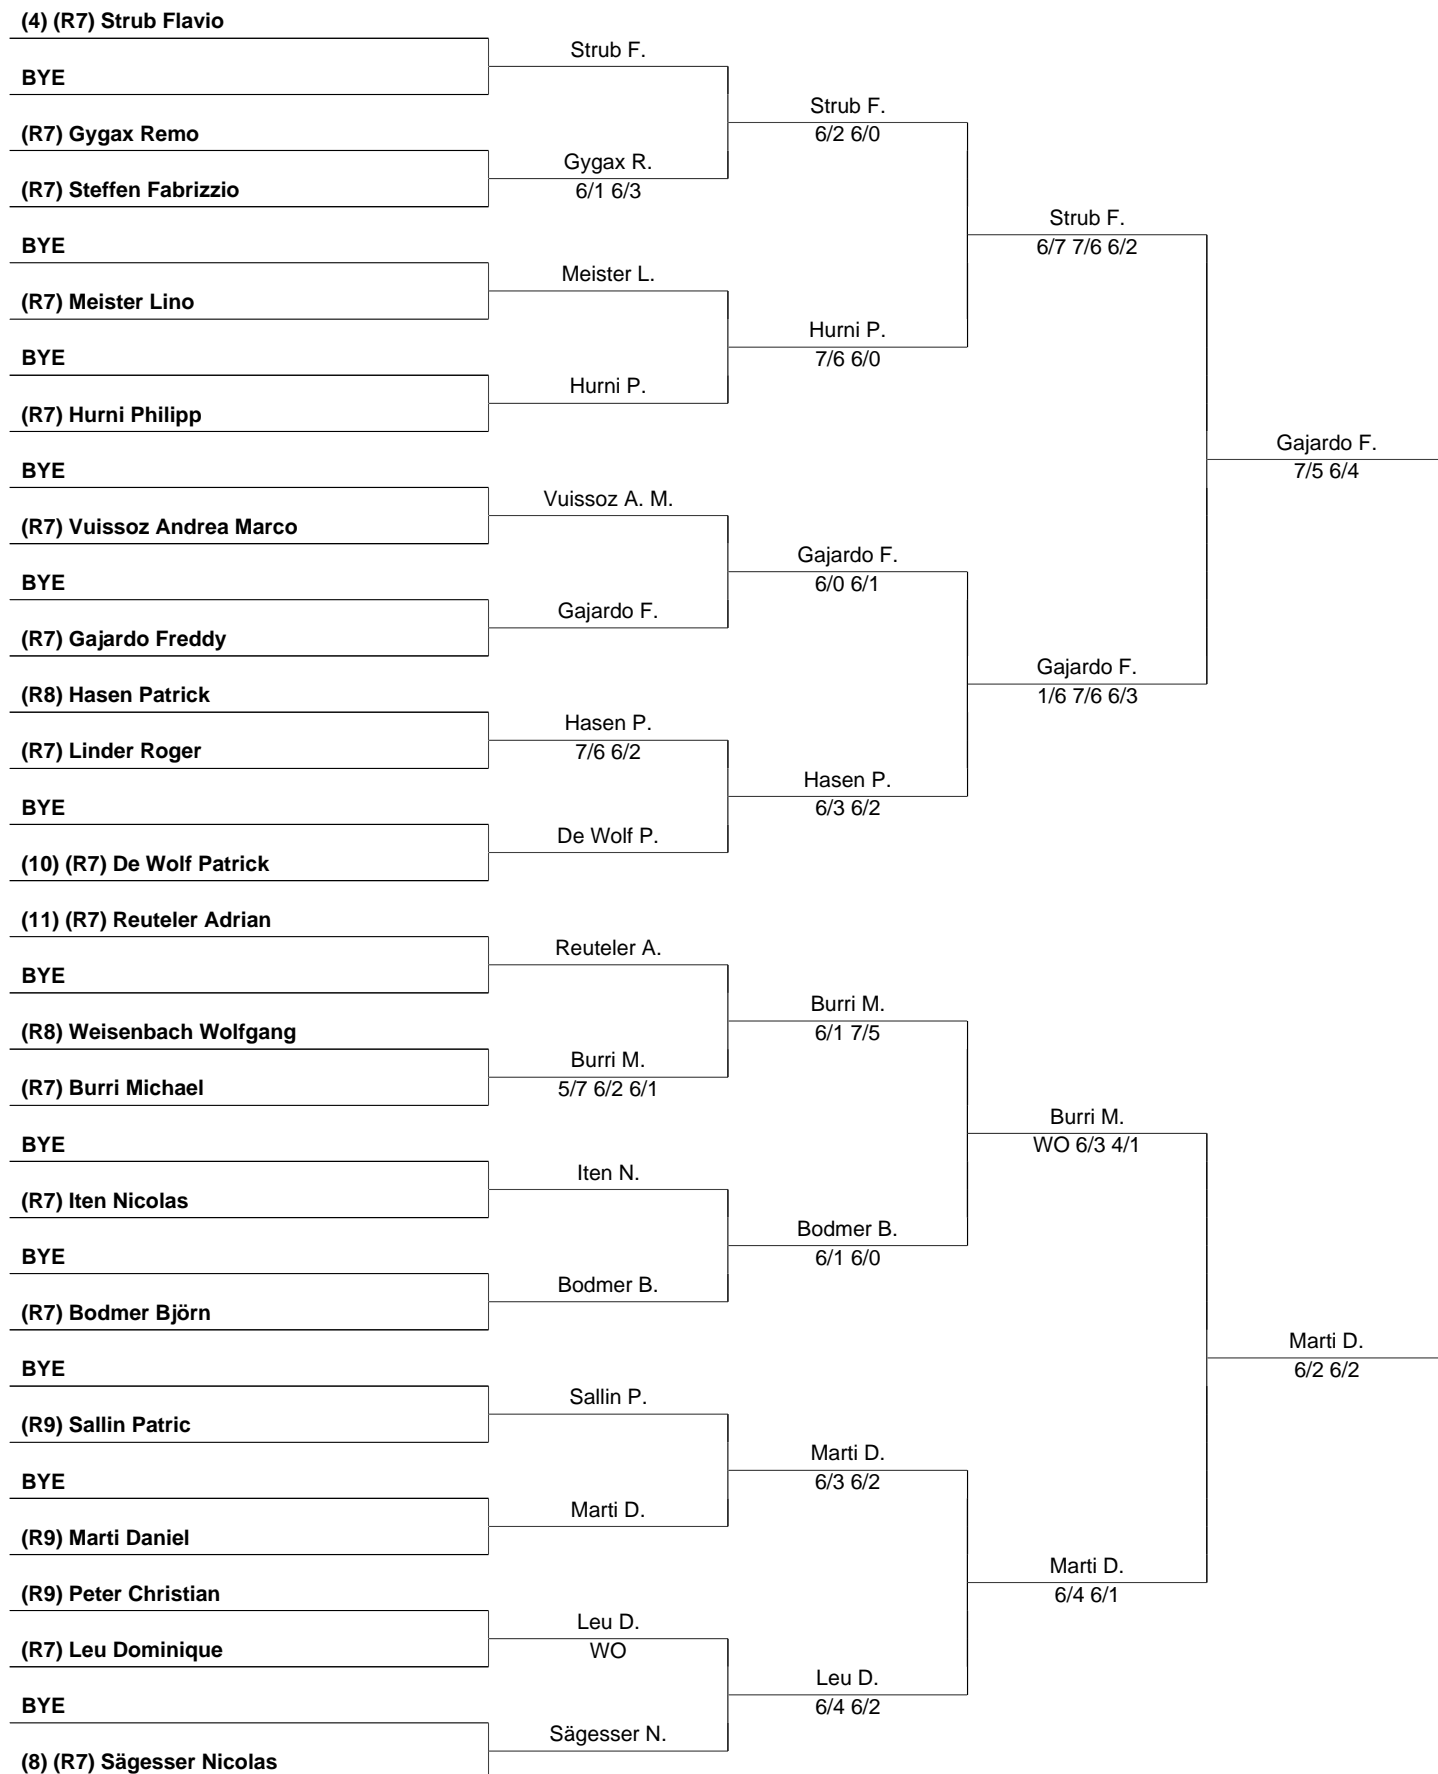 (4) (R7) Strub Flavio
BYE
(R7) Gygax Remo
(R7) Steffen Fabrizzio
BYE
(R7) Meister Lino
BYE
(R7) Hurni Philipp
BYE
(R7) Vuissoz Andrea Marco
BYE
(R7) Gajardo Freddy
(R8) Hasen Patrick
(R7) Linder Roger
BYE
(10) (R7) De Wolf Patrick
(11) (R7) Reuteler Adrian
BYE
(R8) Weisenbach Wolfgang
(R7) Burri Michael
BYE
(R7) Iten Nicolas
BYE
(R7) Bodmer Björn
BYE
(R9) Sallin Patric
BYE
(R9) Marti Daniel
(R9) Peter Christian
(R7) Leu Dominique
BYE
(8) (R7) Sägesser Nicolas
Strub F.
Gygax R.
6/1 6/3
Meister L.
Hurni P.
Vuissoz A. M.
Gajardo F.
Hasen P.
7/6 6/2
De Wolf P.
Reuteler A.
Burri M.
5/7 6/2 6/1
Iten N.
Bodmer B.
Sallin P.
Marti D.
Leu D.
WO
Sägesser N.
Strub F.
6/2 6/0
Hurni P.
7/6 6/0
Gajardo F.
6/0 6/1
Hasen P.
6/3 6/2
Burri M.
6/1 7/5
Bodmer B.
6/1 6/0
Marti D.
6/3 6/2
Leu D.
6/4 6/2
Strub F.
6/7 7/6 6/2
Gajardo F.
1/6 7/6 6/3
Burri M.
WO 6/3 4/1
Marti D.
6/4 6/1
Gajardo F.
7/5 6/4
Marti D.
6/2 6/2